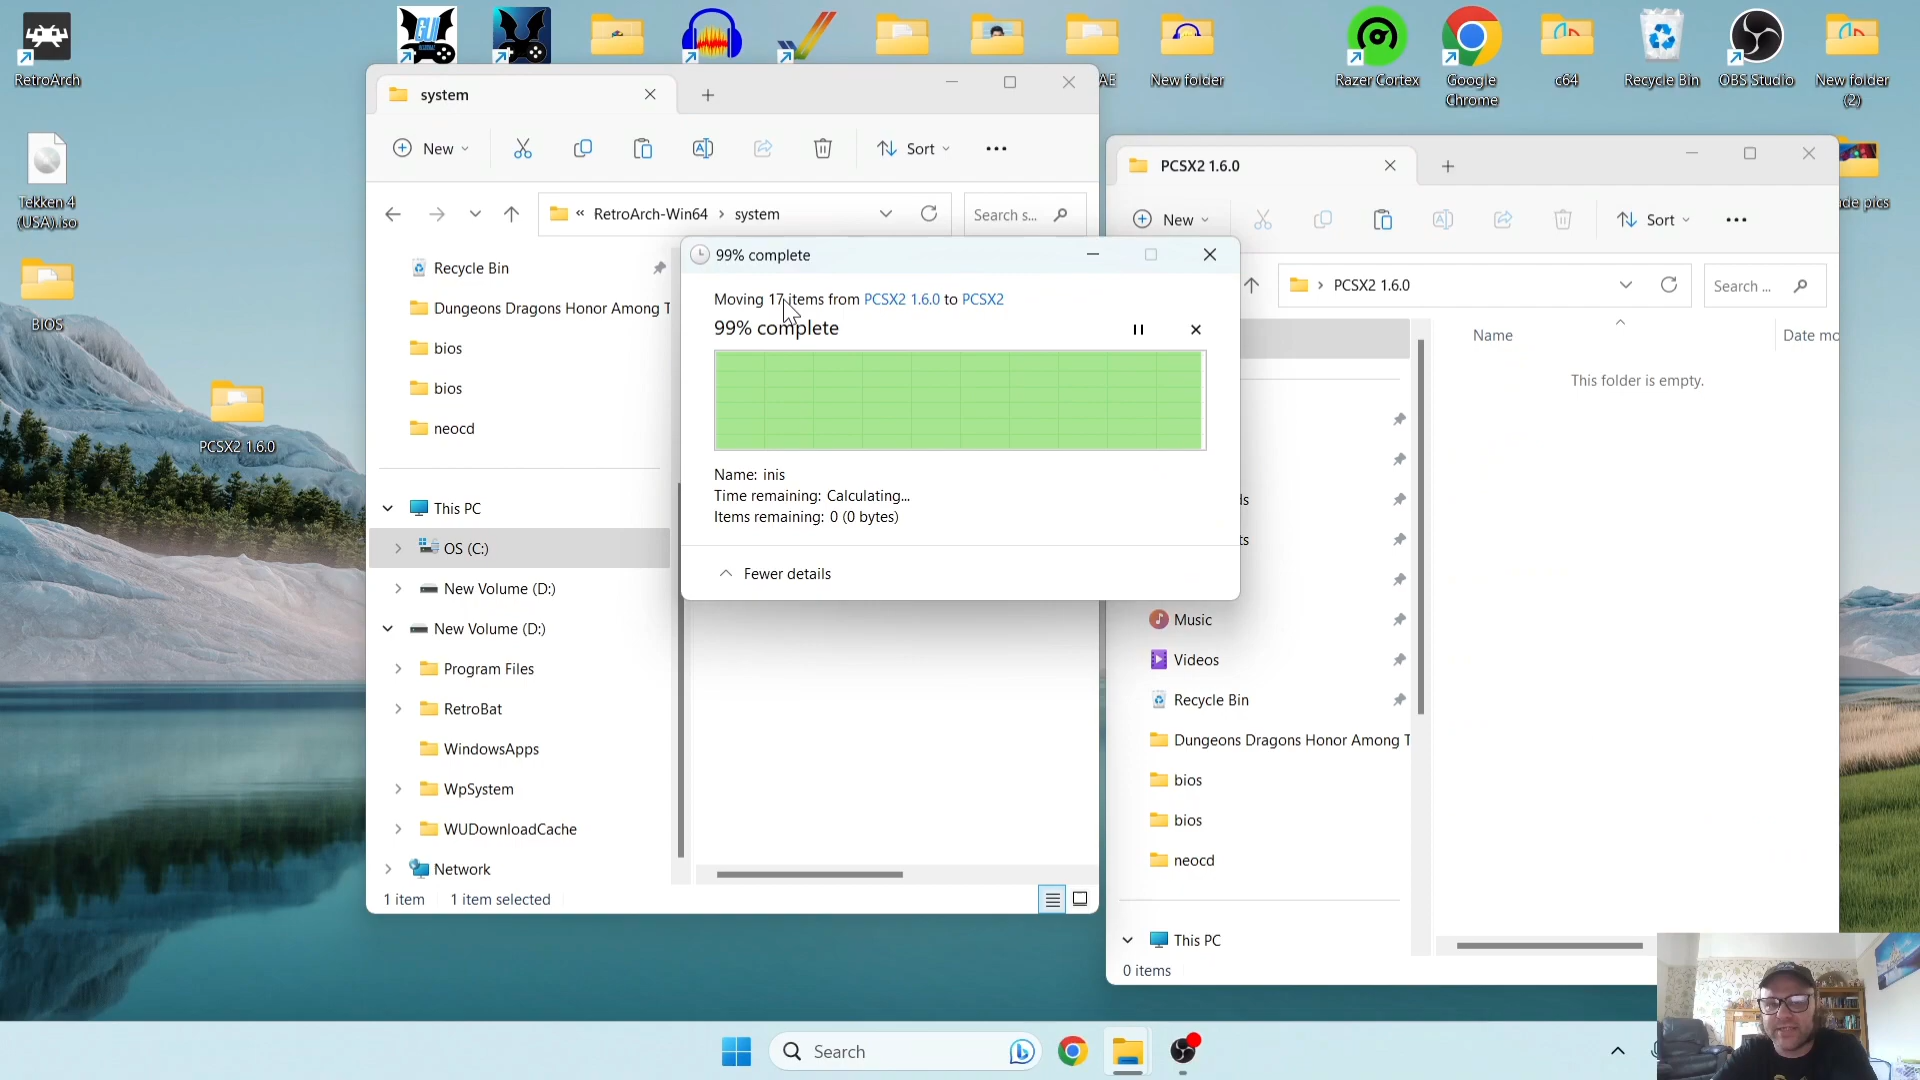 RetroArch
AE
New folder
Razer Cortex
Google
Chrome
c64
Recycle Bin
OBS Studio
New folder
(2)
Tekken 4
(USA).iso
BIOS
PCSX2 1.6.0
ide pics
system
New
Sort
« RetroArch-Win64 › system
Search s...
Recycle Bin
Dungeons Dragons Honor Among T
bios
bios
neocd
This PC
OS (C:)
New Volume (D:)
New Volume (D:)
Program Files
RetroBat
WindowsApps
WpSystem
WUDownloadCache
Network
1 item
1 item selected
99% complete
Moving 17 items from PCSX2 1.6.0 to PCSX2
99% complete
Name: inis
Time remaining: Calculating...
Items remaining: 0 (0 bytes)
Fewer details
PCSX2 1.6.0
New
Sort
› PCSX2 1.6.0
Search ...
Name
Date mo
This folder is empty.
ds
ts
Music
Videos
Recycle Bin
Dungeons Dragons Honor Among T
bios
bios
neocd
This PC
0 items
Search